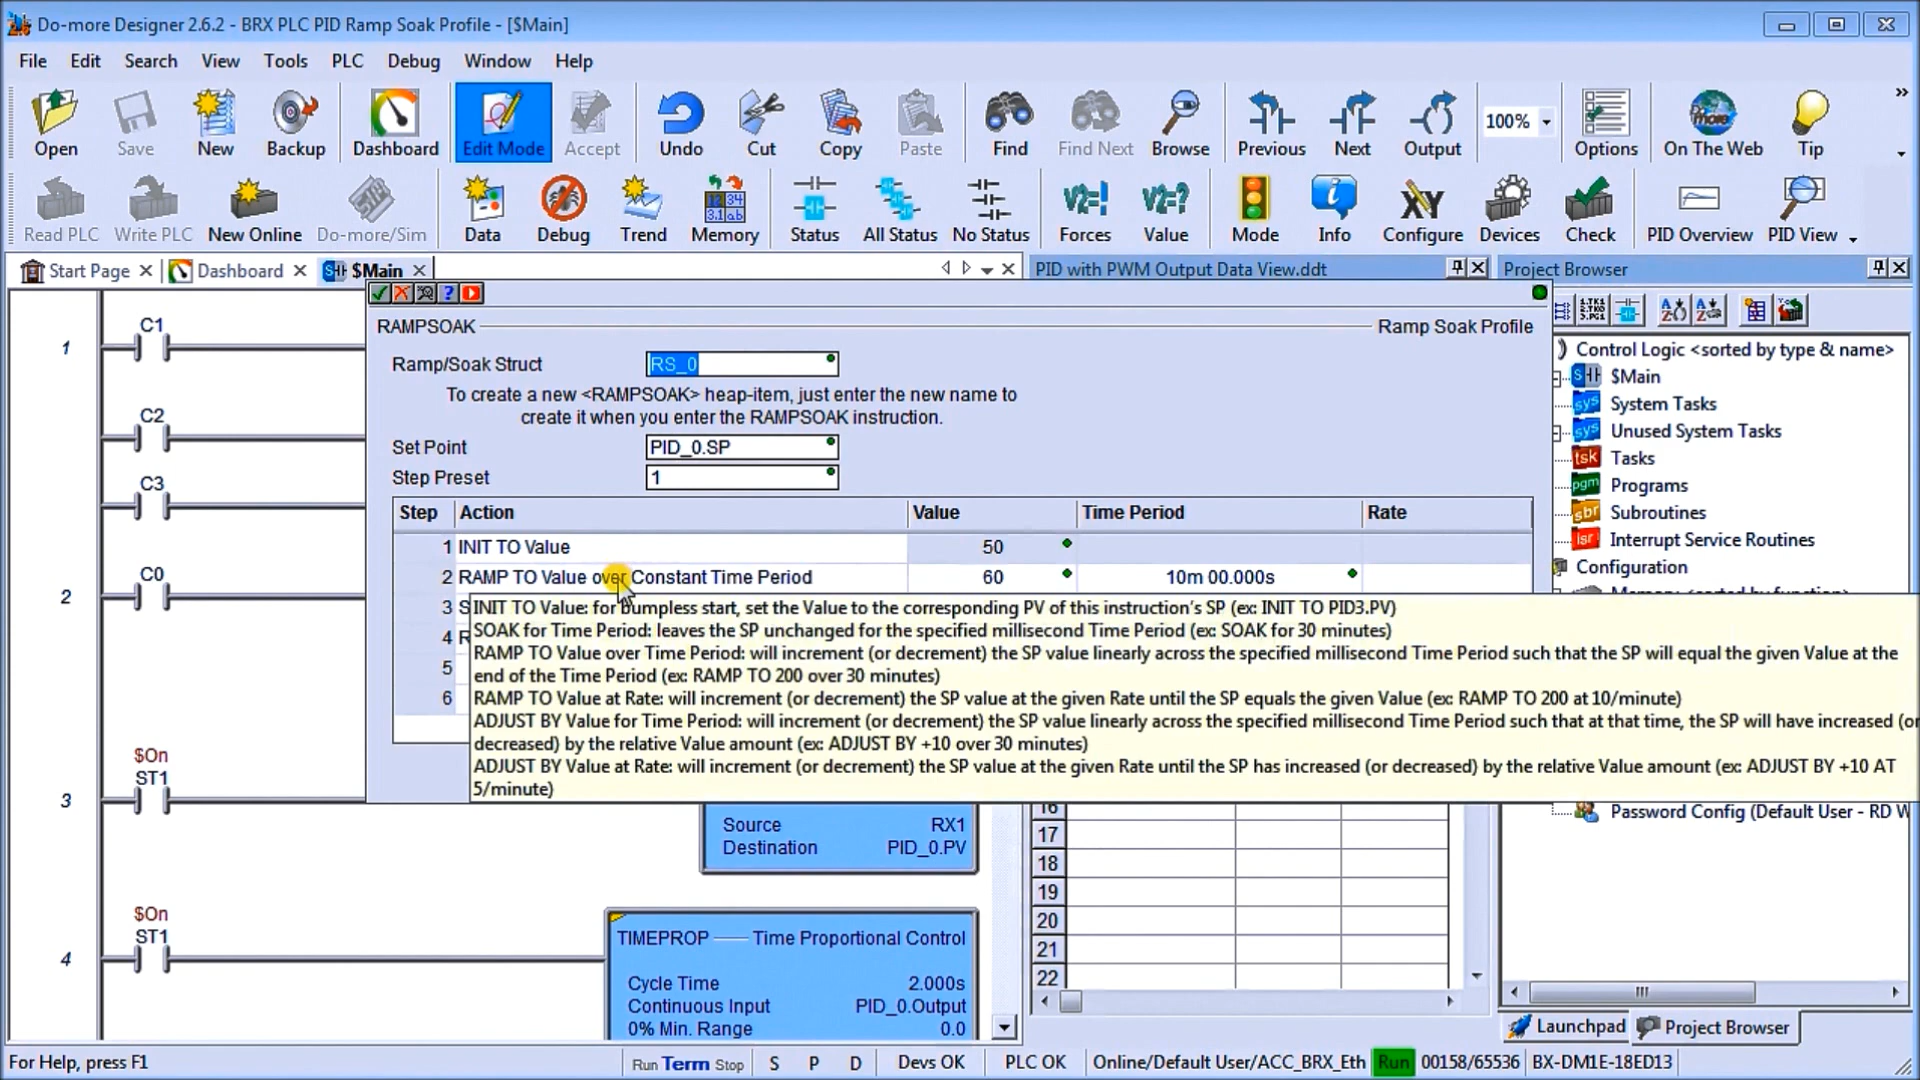 Do-more Designer 2.6.2 - BRX PLC PID Ramp Soak Profile - [$Main]
File Edit Search View Tools PLC Debug Window Help
Open Save New Backup Dashboard Edit Mode Accept Undo Cut Copy Paste Find Find Next Browse Previous Next Output 100% Options On The Web Tip
Read PLC Write PLC New Online Do-more/Sim Data Debug Trend Memory Status All Status No Status Forces Value Mode Info Configure Devices Check PID Overview PID View
Start Page Dashboard $Main PID with PWM Output Data View.ddt Project Browser
RAMPSOAK Ramp Soak Profile
Ramp/Soak Struct RS_0
To create a new <RAMPSOAK> heap-item, just enter the new name to
create it when you enter the RAMPSOAK instruction.
Set Point PID_0.SP
Step Preset 1
Step Action Value Time Period Rate
1 INIT TO Value 50
2 RAMP TO Value over Constant Time Period 60 10m 00.000s
3 S
4 R
5
6
INIT TO Value: for bumpless start, set the Value to the corresponding PV of this instruction's SP (ex: INIT TO PID3.PV)
SOAK for Time Period: leaves the SP unchanged for the specified millisecond Time Period (ex: SOAK for 30 minutes)
RAMP TO Value over Time Period: will increment (or decrement) the SP value linearly across the specified millisecond Time Period such that the SP will equal the given Value at the
end of the Time Period (ex: RAMP TO 200 over 30 minutes)
RAMP TO Value at Rate: will increment (or decrement) the SP value at the given Rate until the SP equals the given Value (ex: RAMP TO 200 at 10/minute)
ADJUST BY Value for Time Period: will increment (or decrement) the SP value linearly across the specified millisecond Time Period such that at that time, the SP will have increased (or
decreased) by the relative Value amount (ex: ADJUST BY +10 over 30 minutes)
ADJUST BY Value at Rate: will increment (or decrement) the SP value at the given Rate until the SP has increased (or decreased) by the relative Value amount (ex: ADJUST BY +10 AT
5/minute)
1
C1
C2
C3
2
C0
3
$On
ST1
4
$On
ST1
Source RX1
Destination PID_0.PV
TIMEPROP Time Proportional Control
Cycle Time 2.000s
Continuous Input PID_0.Output
0% Min. Range 0.0
16
17
18
19
20
21
22
Control Logic <sorted by type & name>
$Main
sys System Tasks
sys Unused System Tasks
tsk Tasks
pgm Programs
sbr Subroutines
isr Interrupt Service Routines
Configuration
Password Config (Default User - RD W
Launchpad Project Browser
For Help, press F1 Run Term Stop S P D Devs OK PLC OK Online/Default User/ACC_BRX_Eth Run 00158/65536 BX-DM1E-18ED13